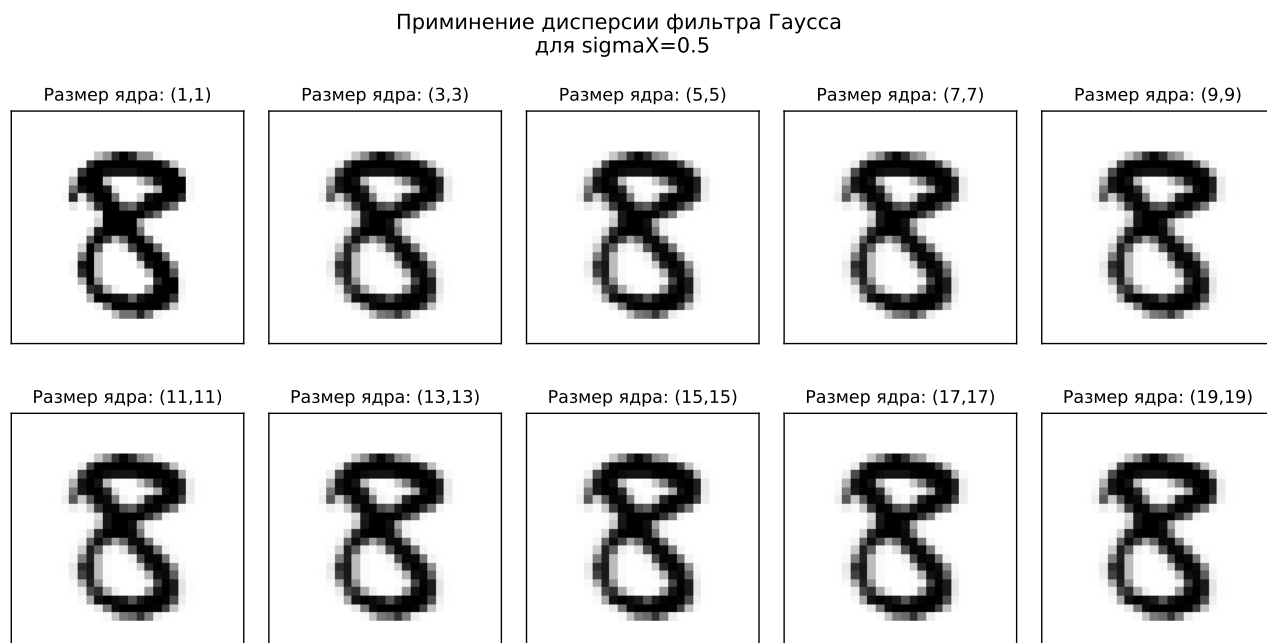 Приминение дисперсии фильтра Гаусса
для sigmaX=0.5
Размер ядра: (1,1)
Размер ядра: (3,3)
Размер ядра: (5,5)
Размер ядра: (7,7)
Размер ядра: (9,9)
Размер ядра: (11,11)
Размер ядра: (13,13)
Размер ядра: (15,15)
Размер ядра: (17,17)
Размер ядра: (19,19)